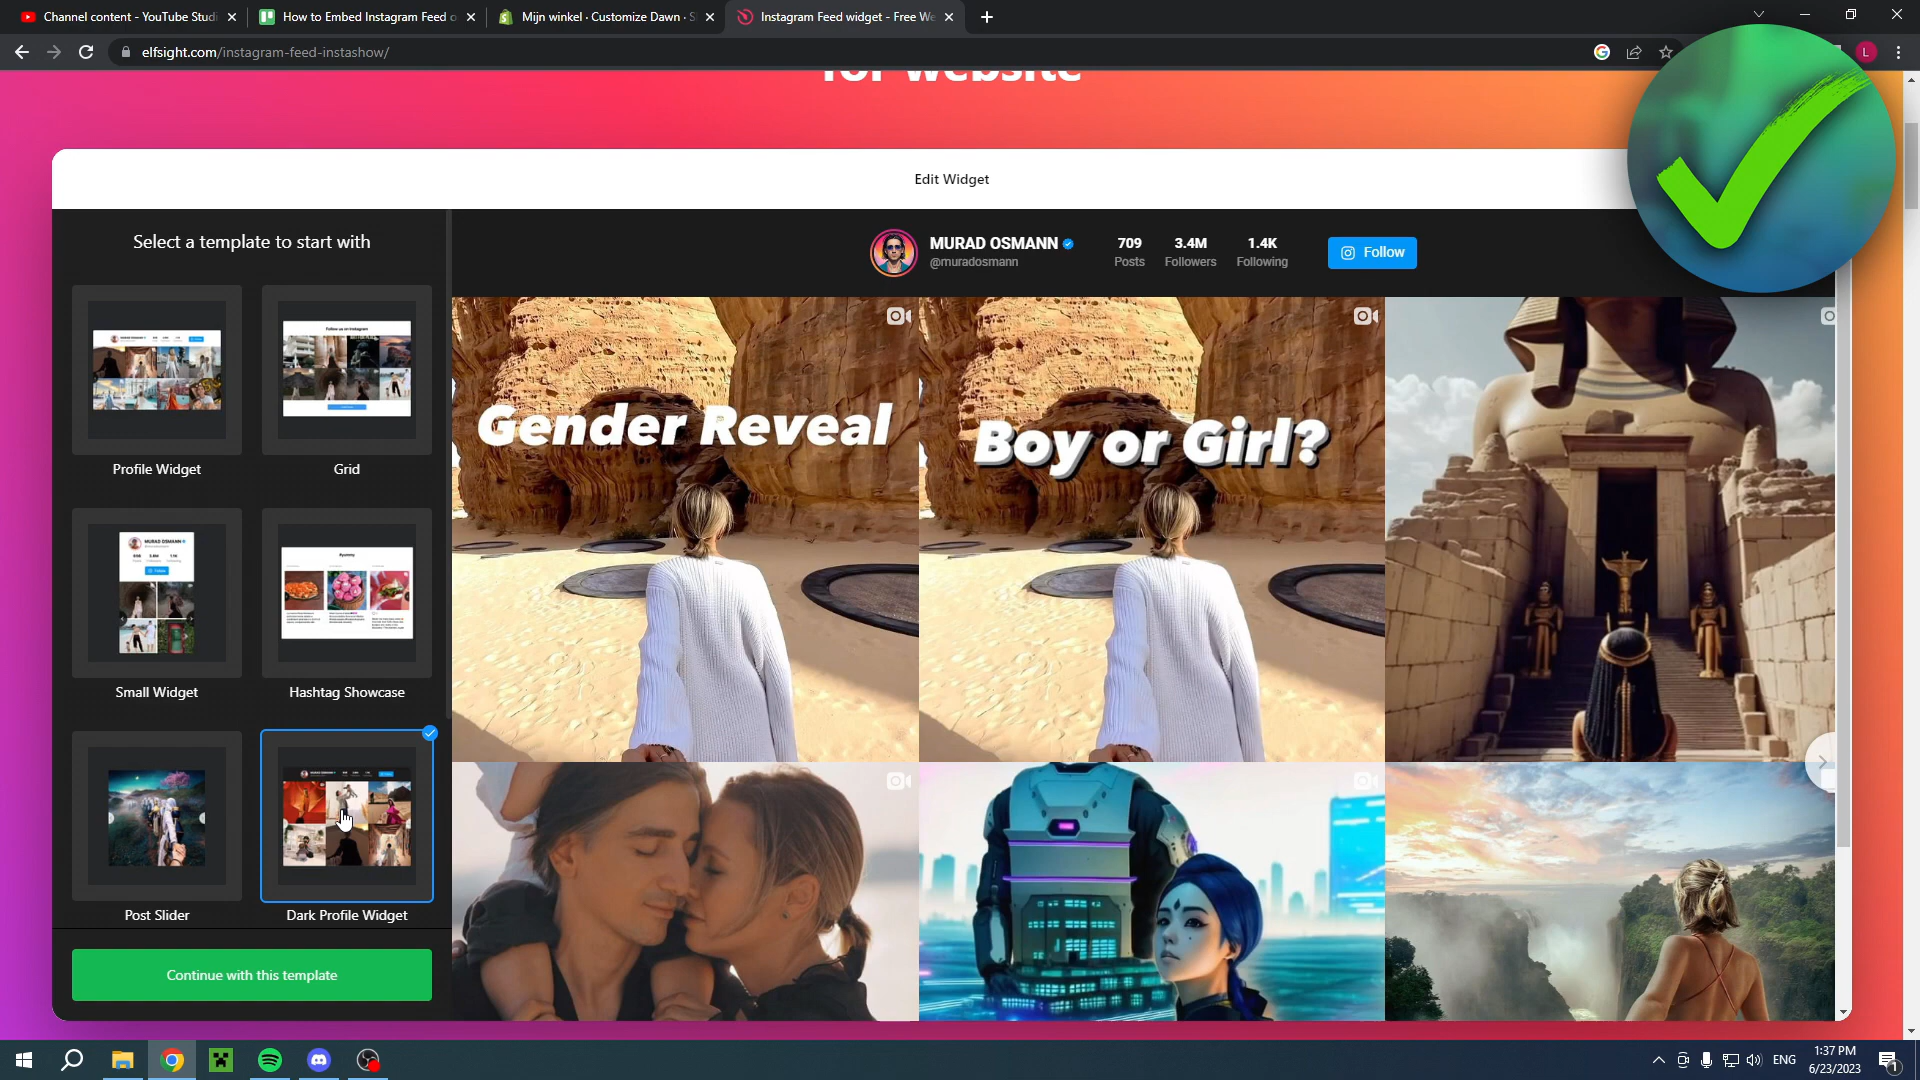 Channel content - YouTube Studi
How to Embed Instagram Feed o
Mijn winkel · Customize Dawn · S
Instagram Feed widget - Free We
elfsight.com/instagram-feed-instashow/
L
for website
Edit Widget
Select a template to start with
MURAD OSMANN
@muradosmann
709
Posts
3.4M
Followers
1.4K
Following
Follow
Profile Widget
Grid
Small Widget
Hashtag Showcase
Post Slider
Dark Profile Widget
Continue with this template
Gender Reveal
Boy or Girl?
ENG
1:37 PM
6/23/2023
1